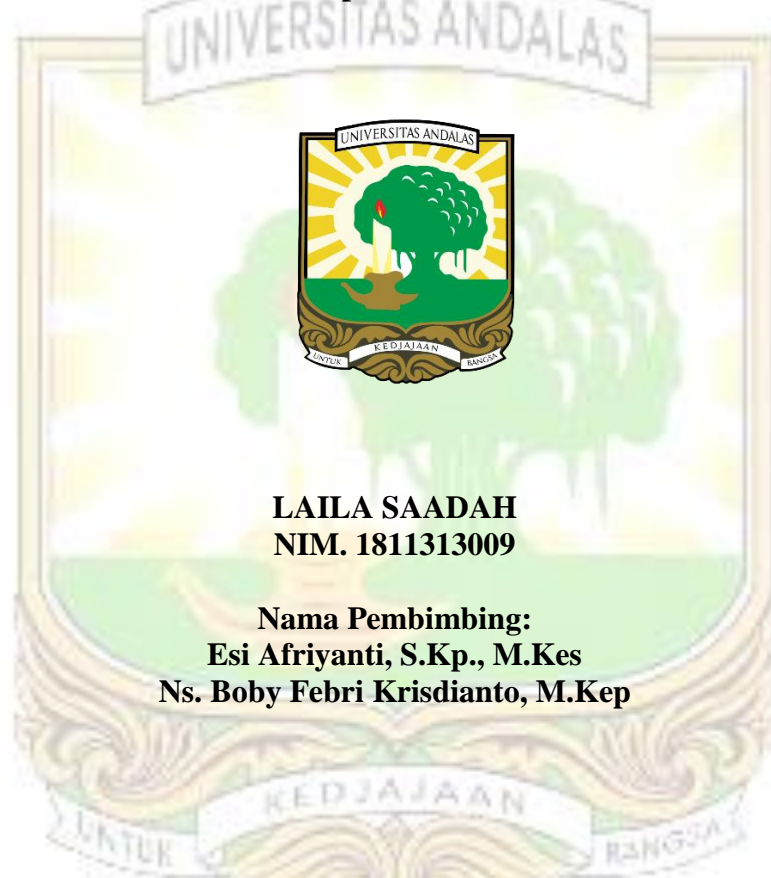 UNIVERSITAS ANDALAS
UNIVERSITAS ANDALAS
UNTUK KEDJAJAAN BANGSA
LAILA SAADAH
NIM. 1811313009
Nama Pembimbing:
Esi Afriyanti, S.Kp., M.Kes
Ns. Boby Febri Krisdianto, M.Kep
UNTUK KEDJAJAAN BANGSA